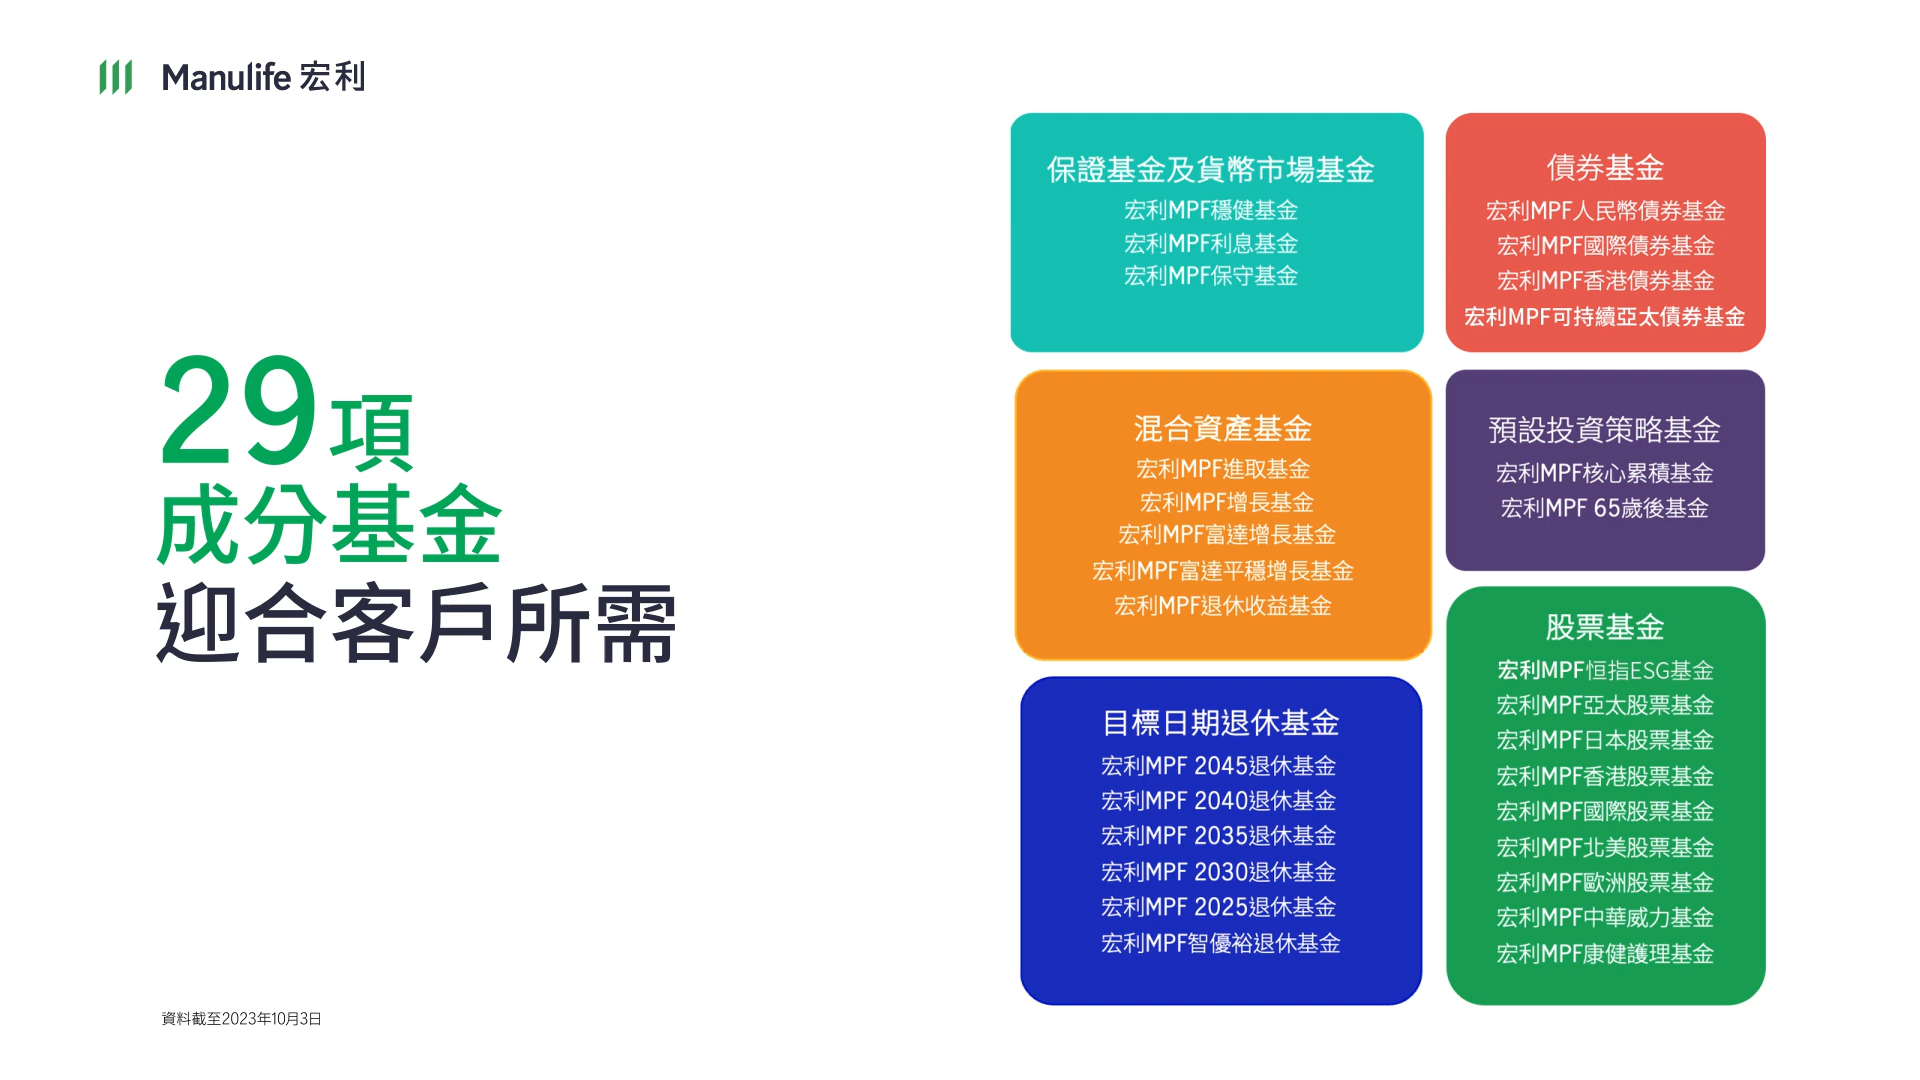 Manulife 宏利
29項
成分基金
迎合客戶所需
資料截至2023年10月3日
保證基金及貨幣市場基金
宏利MPF穩健基金
宏利MPF利息基金
宏利MPF保守基金
債券基金
宏利MPF人民幣債券基金
宏利MPF國際債券基金
宏利MPF香港債券基金
宏利MPF可持續亞太債券基金
混合資產基金
宏利MPF進取基金
宏利MPF增長基金
宏利MPF富達增長基金
宏利MPF富達平穩增長基金
宏利MPF退休收益基金
預設投資策略基金
宏利MPF核心累積基金
宏利MPF 65歲後基金
目標日期退休基金
宏利MPF 2045退休基金
宏利MPF 2040退休基金
宏利MPF 2035退休基金
宏利MPF 2030退休基金
宏利MPF 2025退休基金
宏利MPF智優裕退休基金
股票基金
宏利MPF恒指ESG基金
宏利MPF亞太股票基金
宏利MPF日本股票基金
宏利MPF香港股票基金
宏利MPF國際股票基金
宏利MPF北美股票基金
宏利MPF歐洲股票基金
宏利MPF中華威力基金
宏利MPF康健護理基金